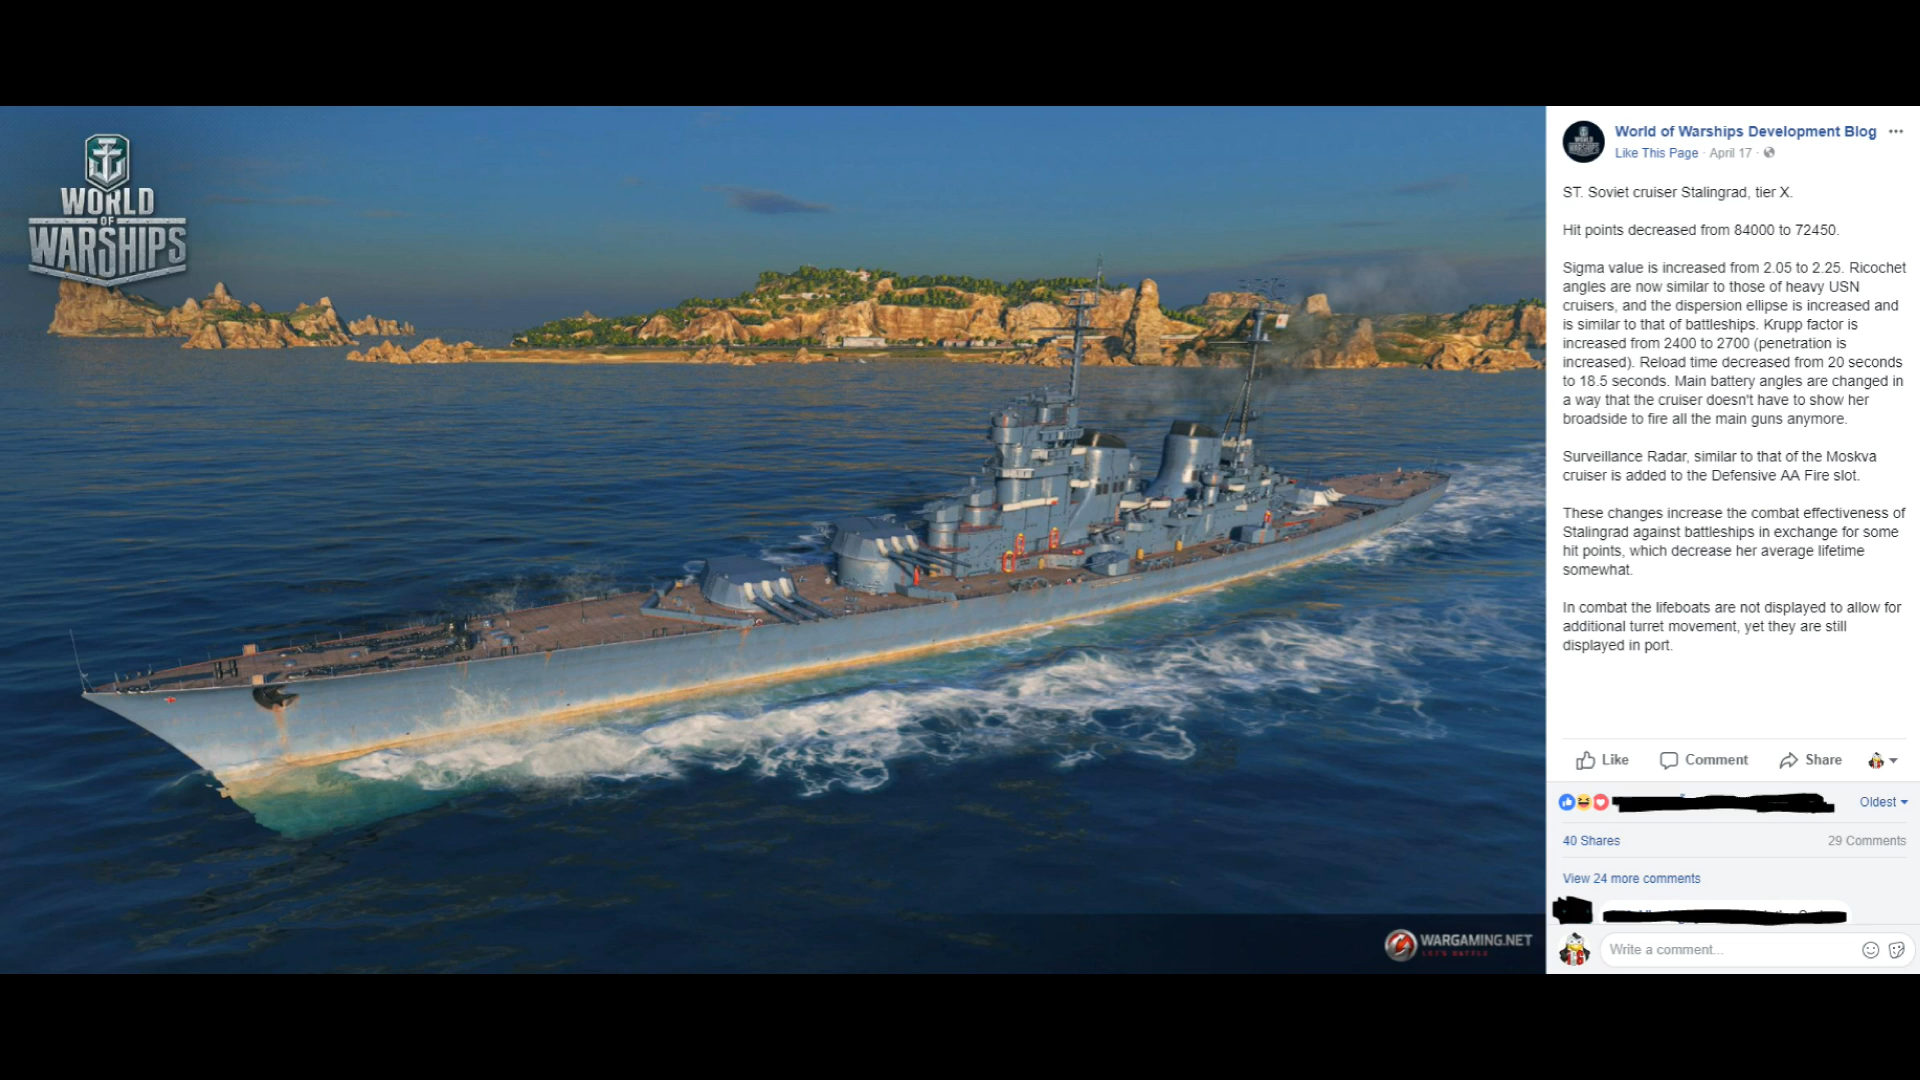 WORLD
OF
WARSHIPS
WARGAMING.NET
LET'S BATTLE
World of Warships Development Blog
Like This Page · April 17 ·
ST. Soviet cruiser Stalingrad, tier X.
Hit points decreased from 84000 to 72450.
Sigma value is increased from 2.05 to 2.25. Ricochet
angles are now similar to those of heavy USN
cruisers, and the dispersion ellipse is increased and
is similar to that of battleships. Krupp factor is
increased from 2400 to 2700 (penetration is
increased). Reload time decreased from 20 seconds
to 18.5 seconds. Main battery angles are changed in
a way that the cruiser doesn't have to show her
broadside to fire all the main guns anymore.
Surveillance Radar, similar to that of the Moskva
cruiser is added to the Defensive AA Fire slot.
These changes increase the combat effectiveness of
Stalingrad against battleships in exchange for some
hit points, which decrease her average lifetime
somewhat.
In combat the lifeboats are not displayed to allow for
additional turret movement, yet they are still
displayed in port.
Like Comment Share
Oldest
40 Shares 29 Comments
View 24 more comments
Write a comment...